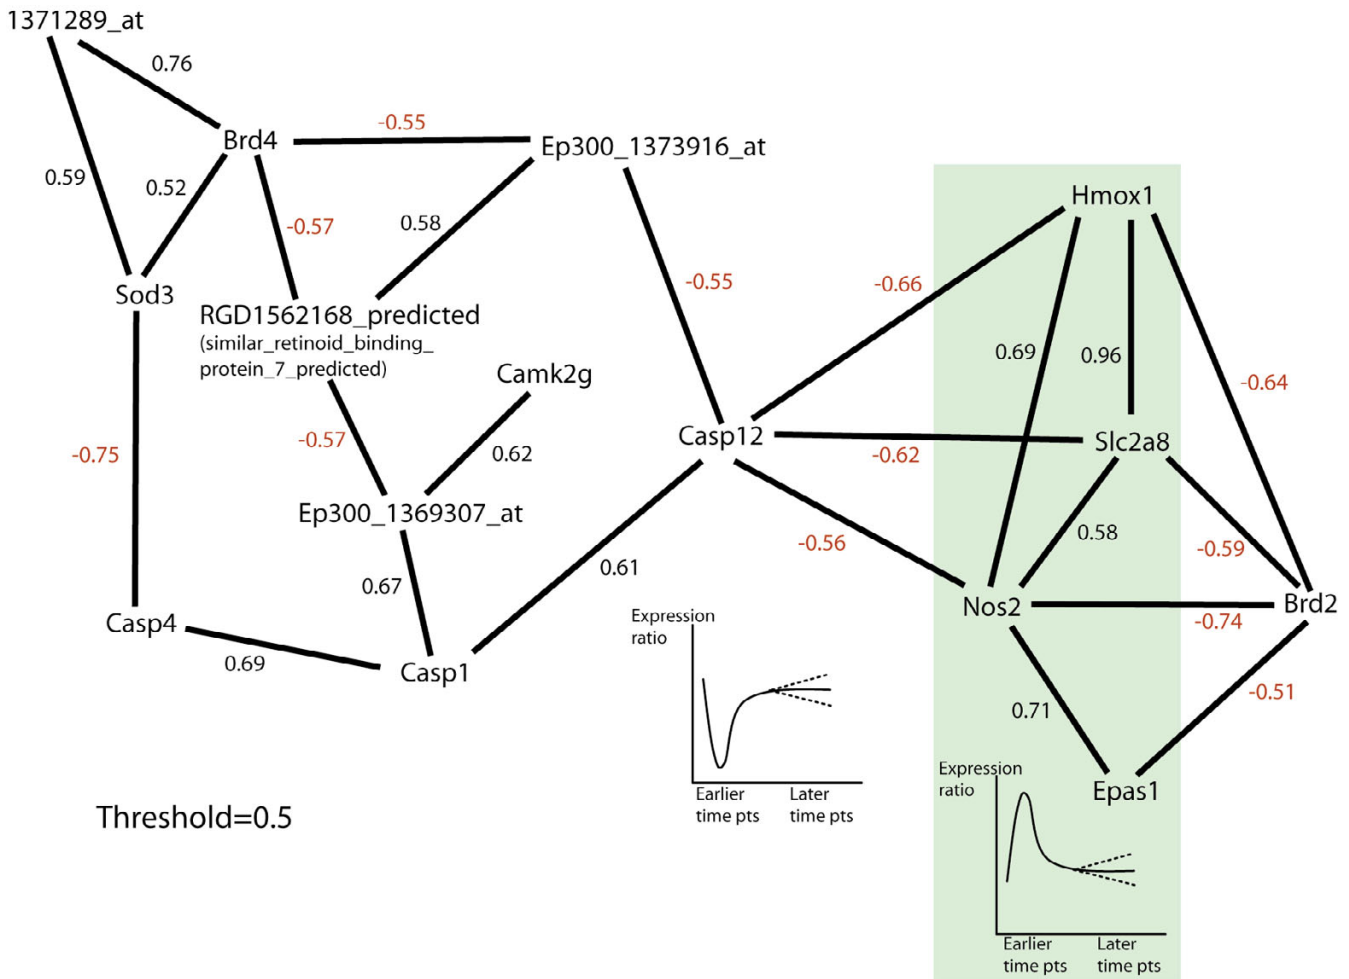 1371289_at
0.76
Brd4
-0.55
Ep300_1373916_at
0.59
0.52
-0.57
0.58
Hmox1
Sod3
-0.55
-0.66
RGD1562168_predicted
(similar_retinoid_binding_
protein_7_predicted)
0.69
0.96
-0.64
Camk2g
-0.75
-0.57
0.62
Casp12
-0.62
Slc2a8
Ep300_1369307_at
-0.56
0.58
-0.59
0.67
0.61
Casp4
Nos2
-0.74
Brd2
0.69
Casp1
Expression
ratio
0.71
-0.51
Earlier
time pts
Later
time pts
Expression
ratio
Epas1
Threshold=0.5
Earlier
time pts
Later
time pts